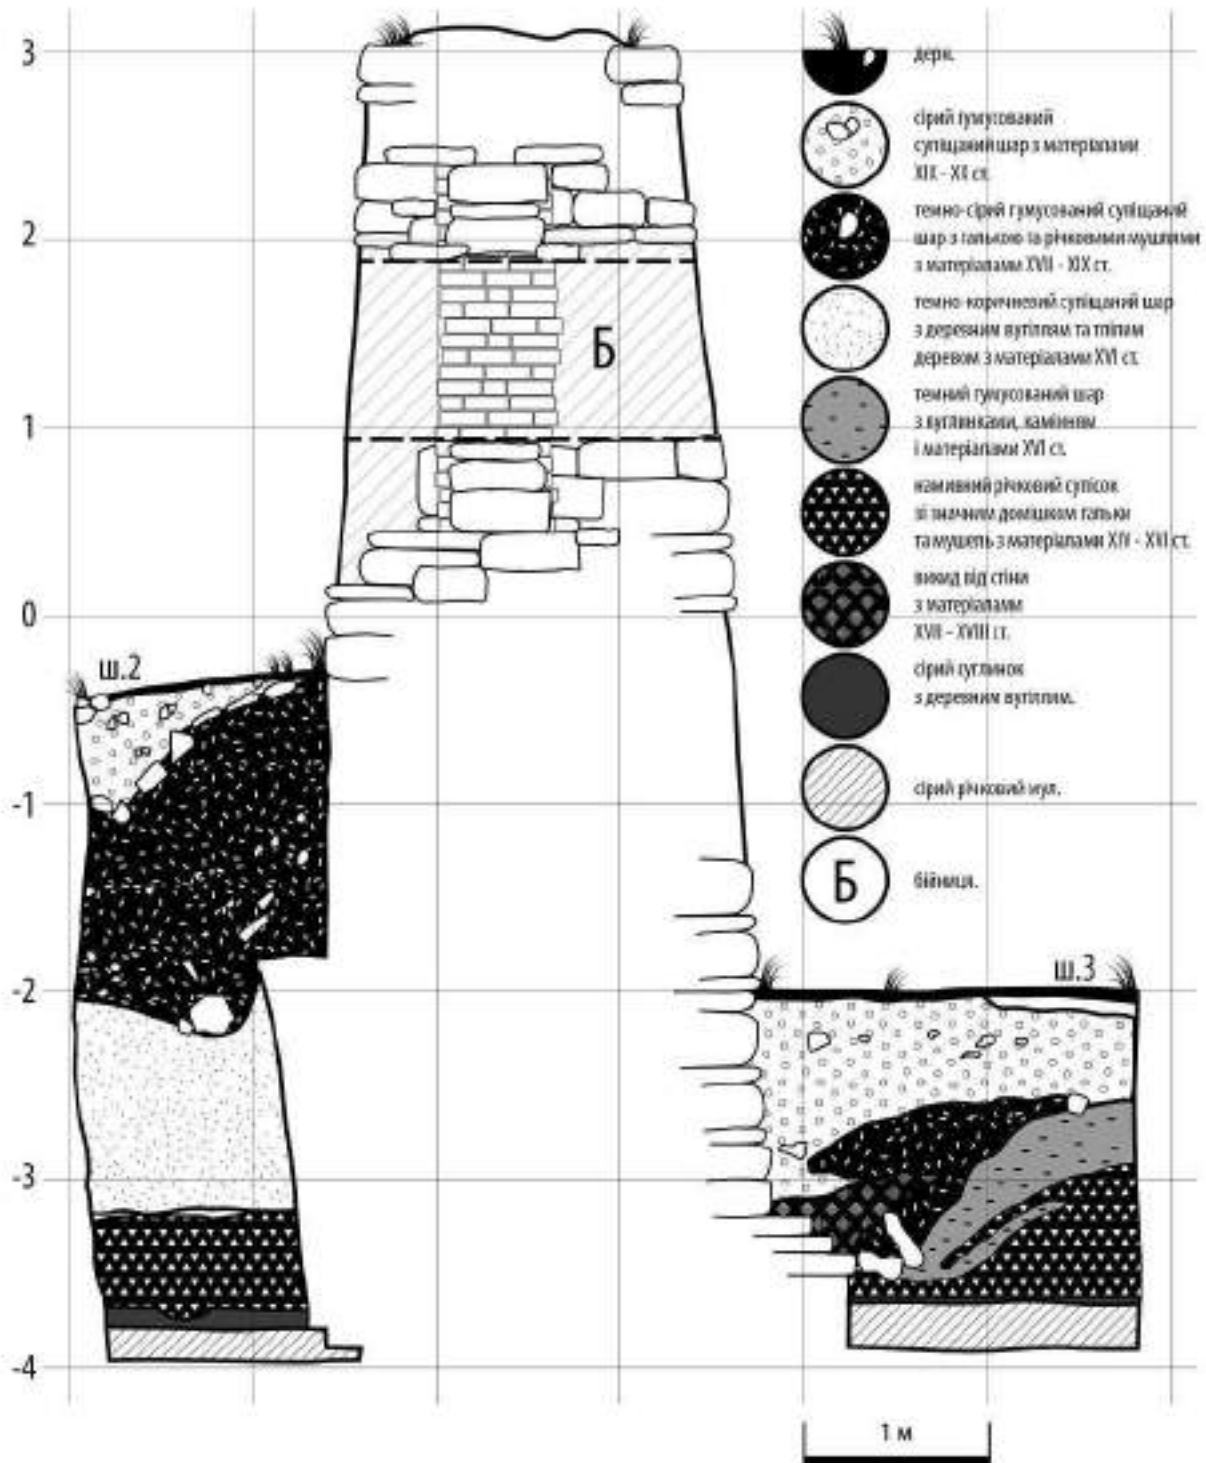 3
2
1
0
-1
-2
-3
-4
ш.2
Б
дерн.
сірий гумусований
супіщаний шар з матеріалами
XIX - XX ст.
темно-сірий гумусований супіщаний
шар з галькою та річковими мушлями
з матеріалами XVII - XIX ст.
темно-коричневий супіщаний шар
з деревним вугіллям та тлілим
деревом з матеріалами XVI ст.
темний гумусований шар
з вуглинками, камінням
і матеріалами XVI ст.
намивний річковий супісок
зі значним домішком гальки
та мушель з матеріалами XIV - XVI ст.
викид від стіни
з матеріалами
XVII - XVIII ст.
сірий суглинок
з деревним вугіллям.
сірий річковий мул.
Б
бійниця.
ш.3
1 м